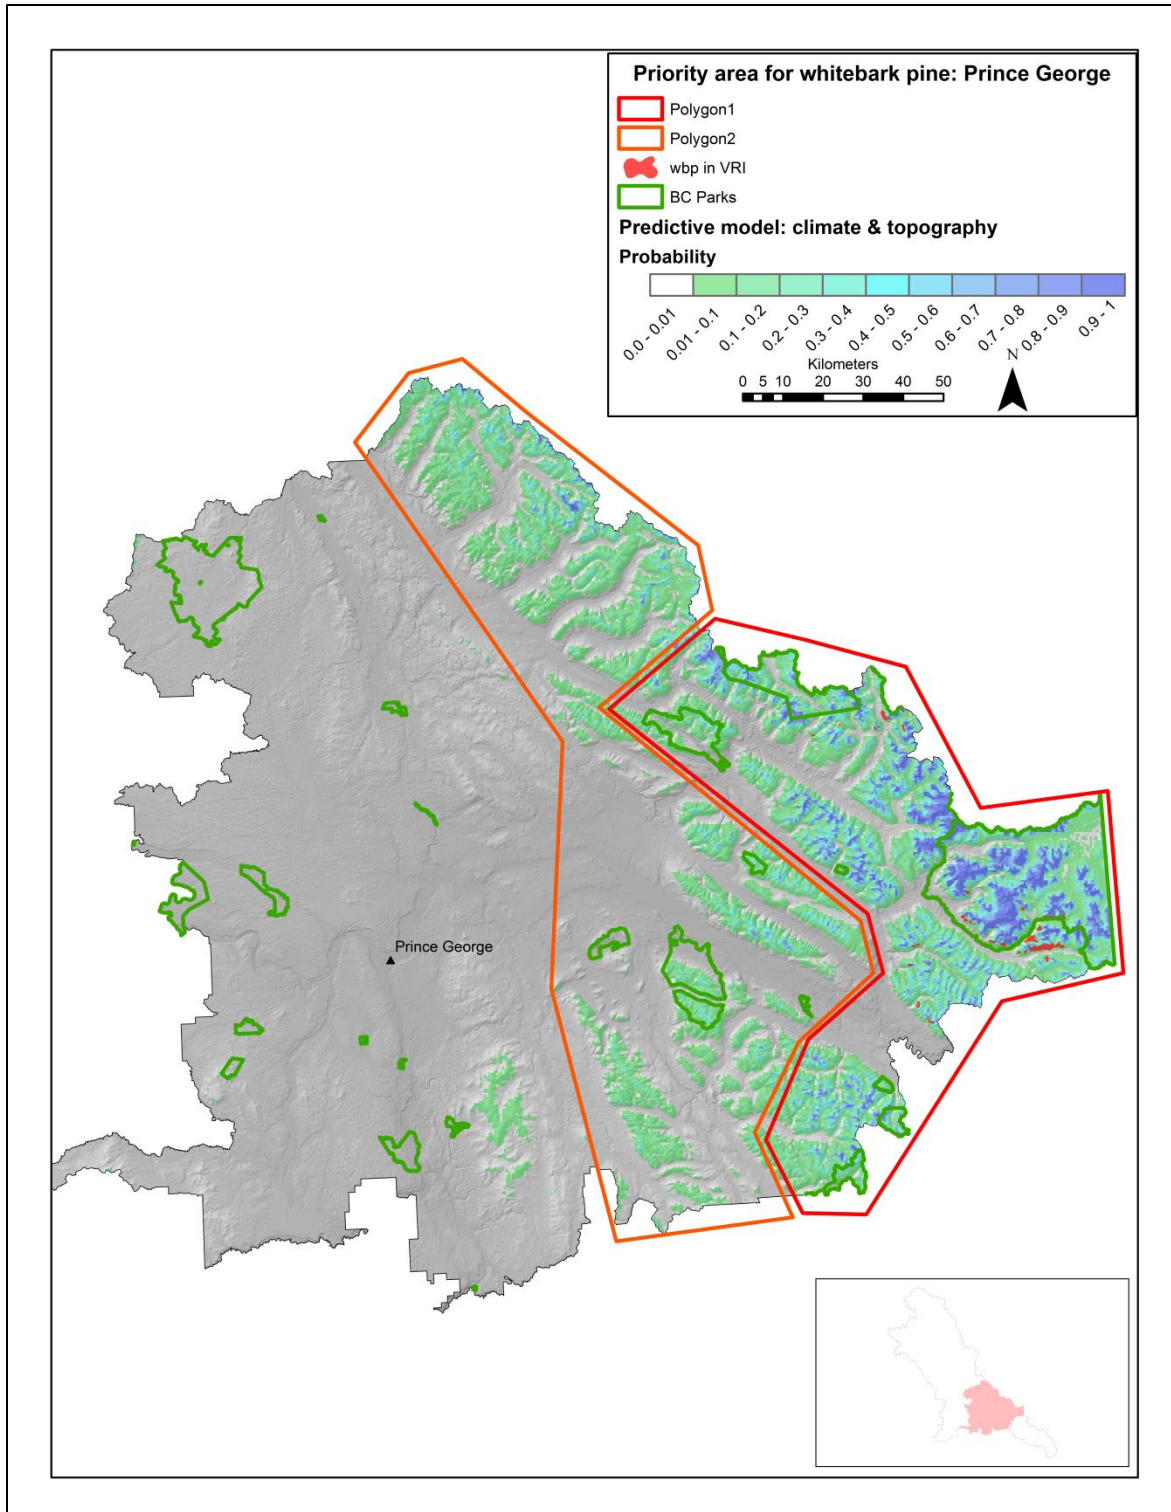 Priority area for whitebark pine: Prince George
Polygon1
Polygon2
wbp in VRI
BC Parks
Predictive model: climate & topography
Probability
0.0 - 0.01
0.01 - 0.1
0.1 - 0.2
0.2 - 0.3
0.3 - 0.4
0.4 - 0.5
0.5 - 0.6
0.6 - 0.7
0.7 - 0.8
0.8 - 0.9
0.9 - 1
Kilometers
N
0 5 10 20 30 40 50
Prince George